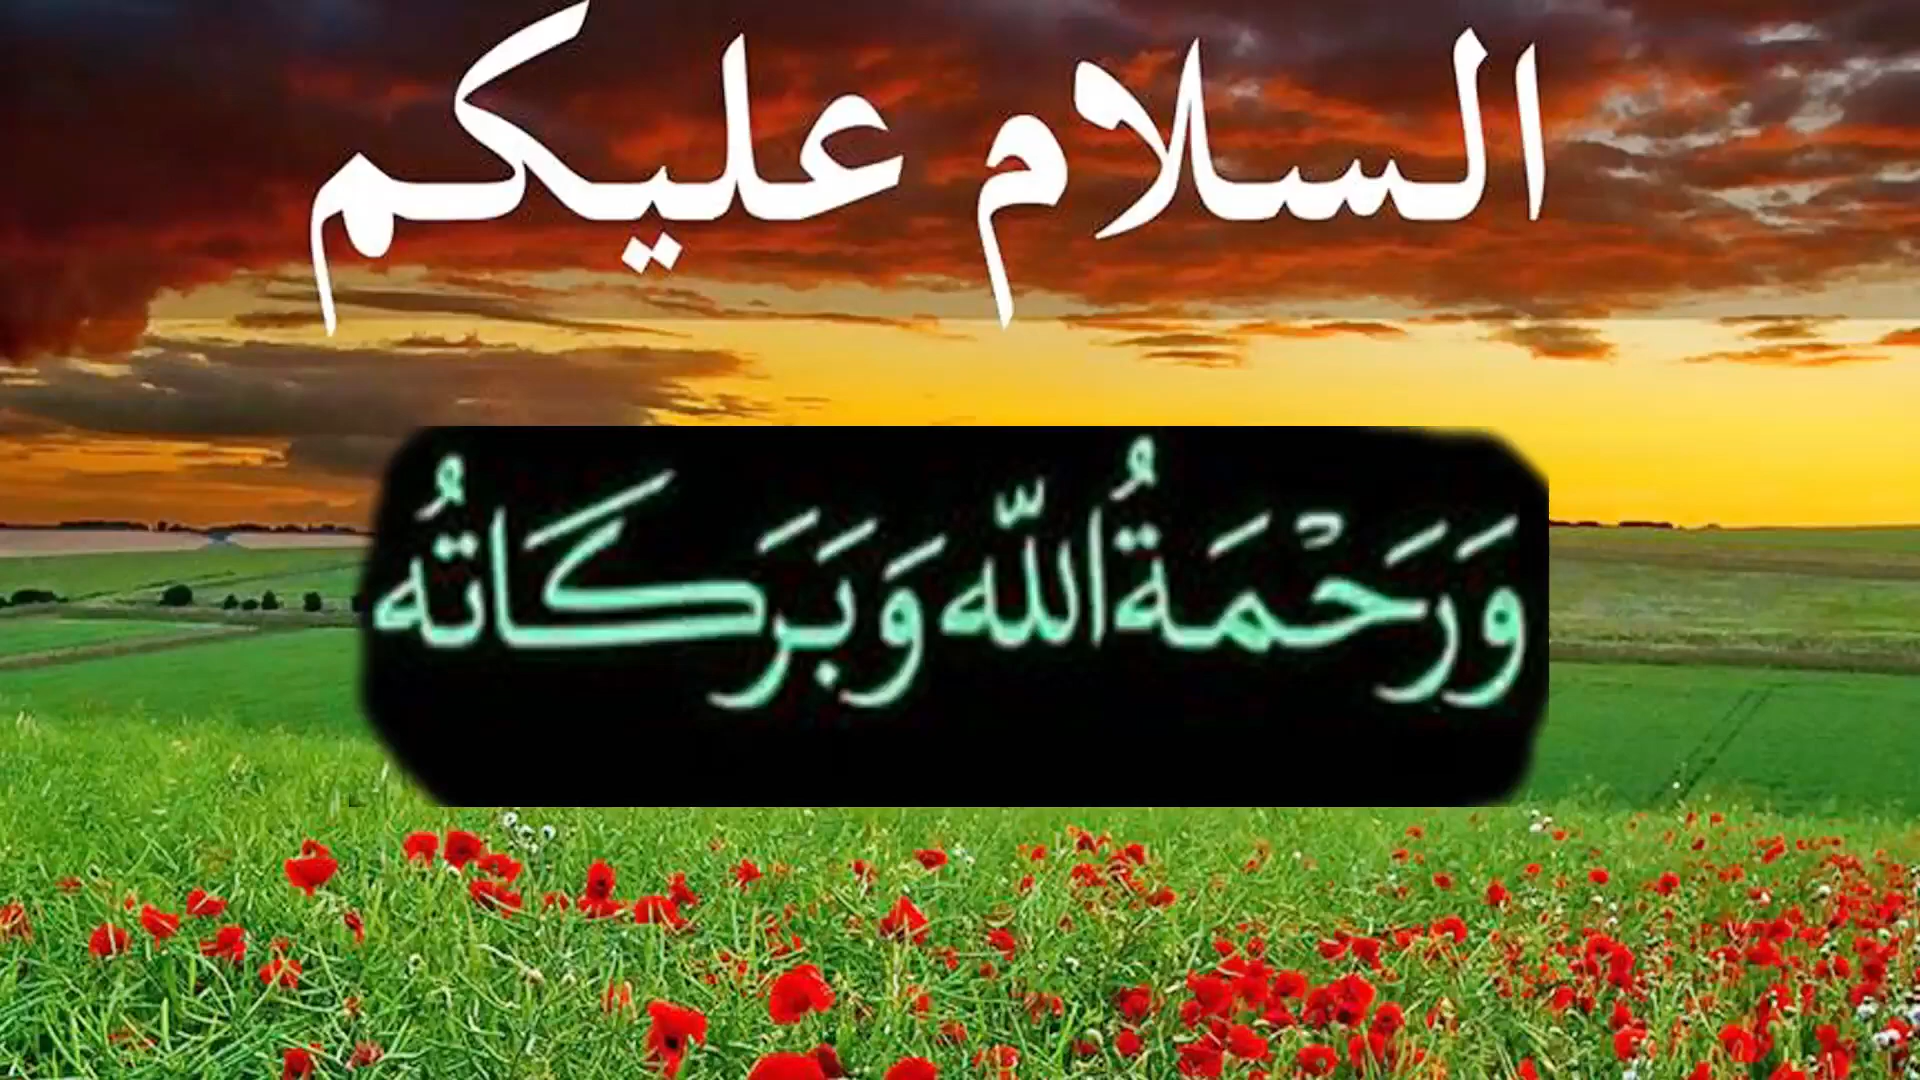 السلام عليكم
وَرَحْمَةُ اللّه وَبَرَكَاتُه